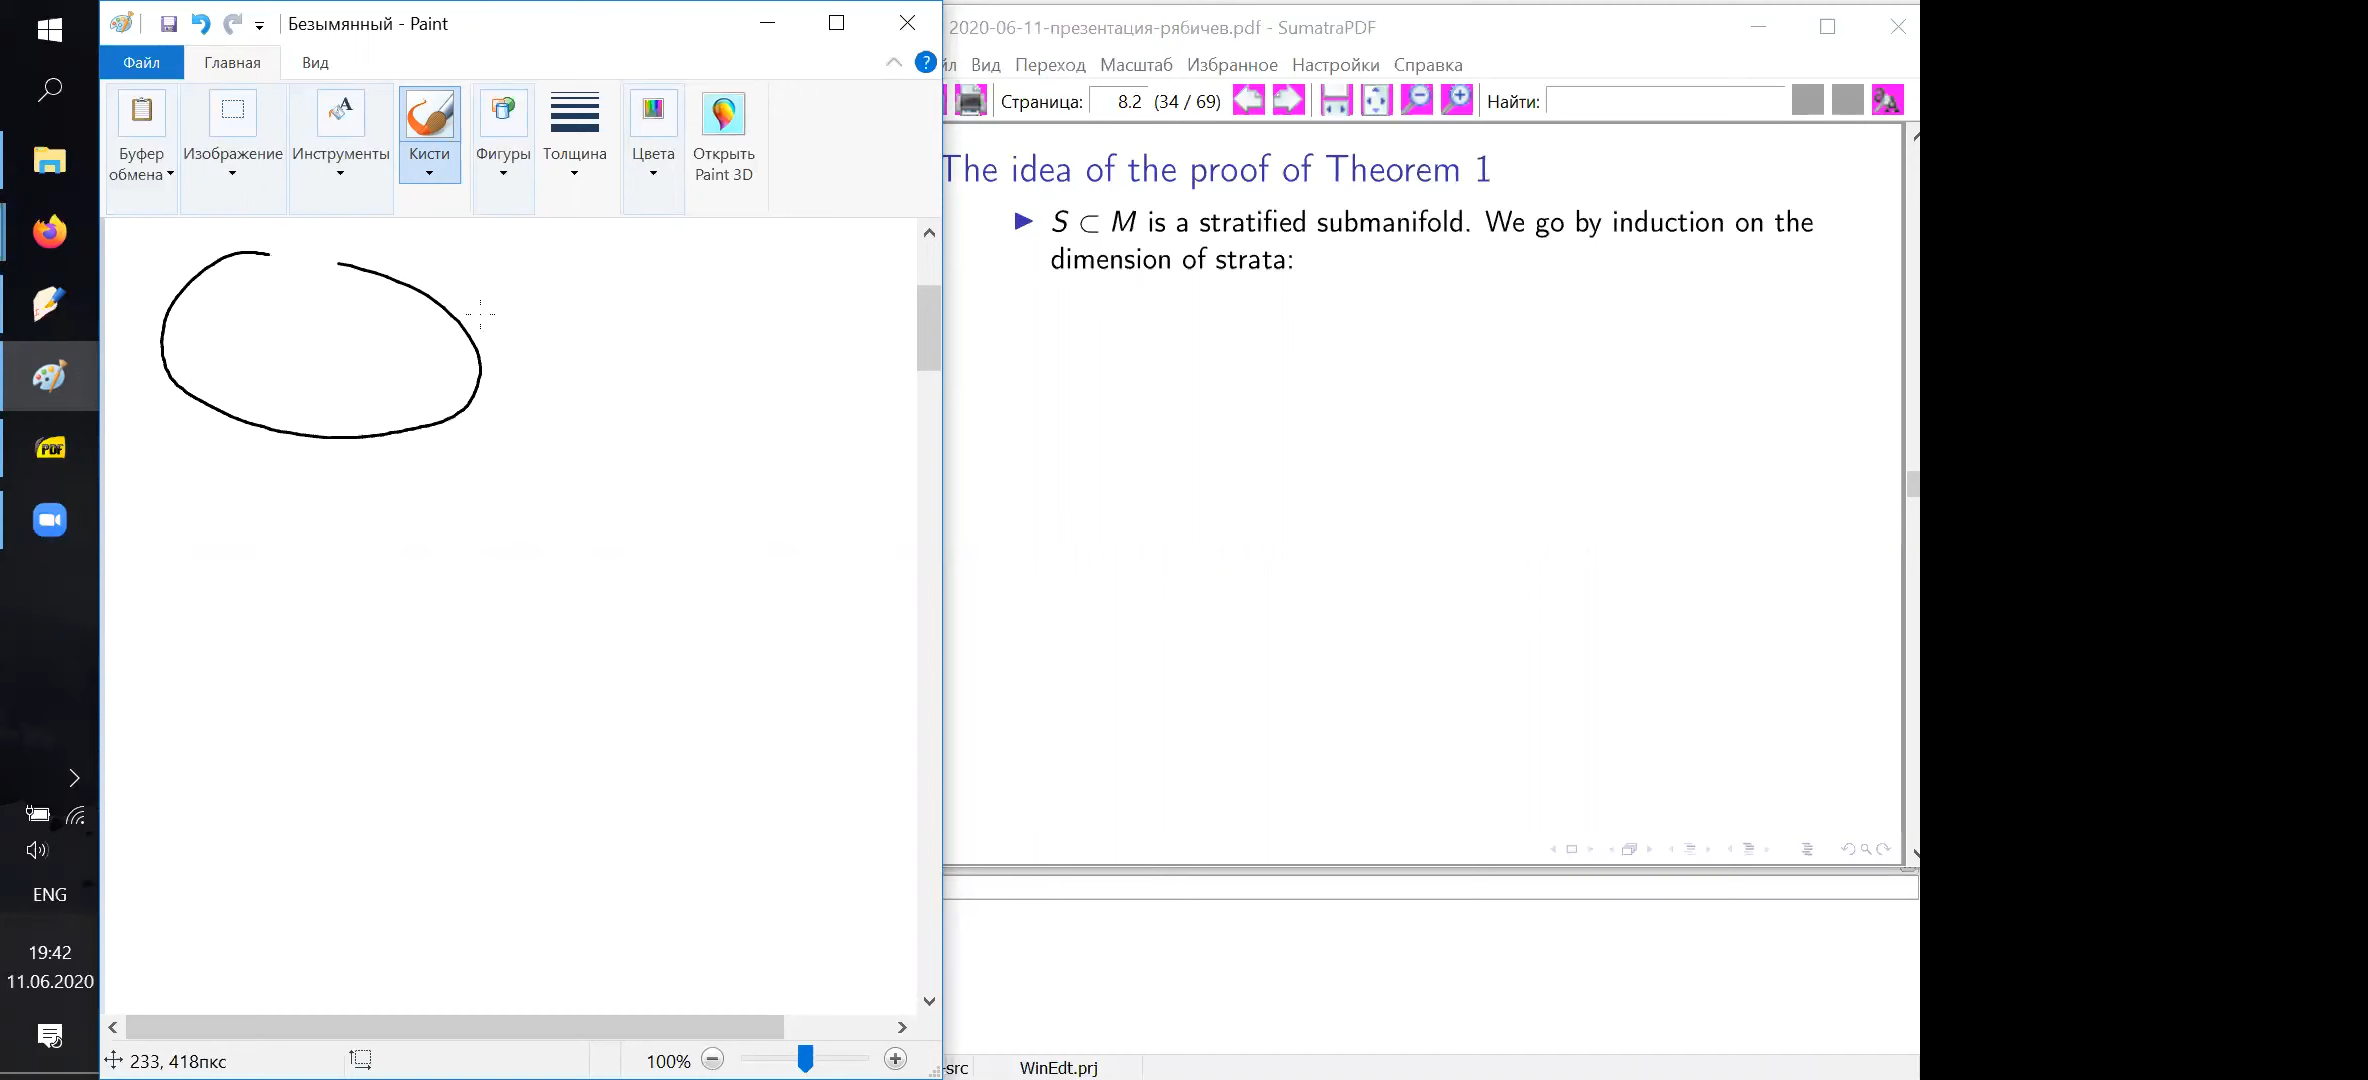 Безымянный - Paint
Файл Главная Вид
Буфер обмена
Изображение
Инструменты
Кисти
Фигуры
Толщина
Цвета
Открыть Paint 3D
233, 418пкс
100%
PDF
ENG
19:42
11.06.2020
2020-06-11-презентация-рябичев.pdf - SumatraPDF
Вид Переход Масштаб Избранное Настройки Справка
Страница: 8.2 (34 / 69) Найти:
The idea of the proof of Theorem 1
S ⊂ M is a stratified submanifold. We go by induction on the
dimension of strata:
-src WinEdt.prj